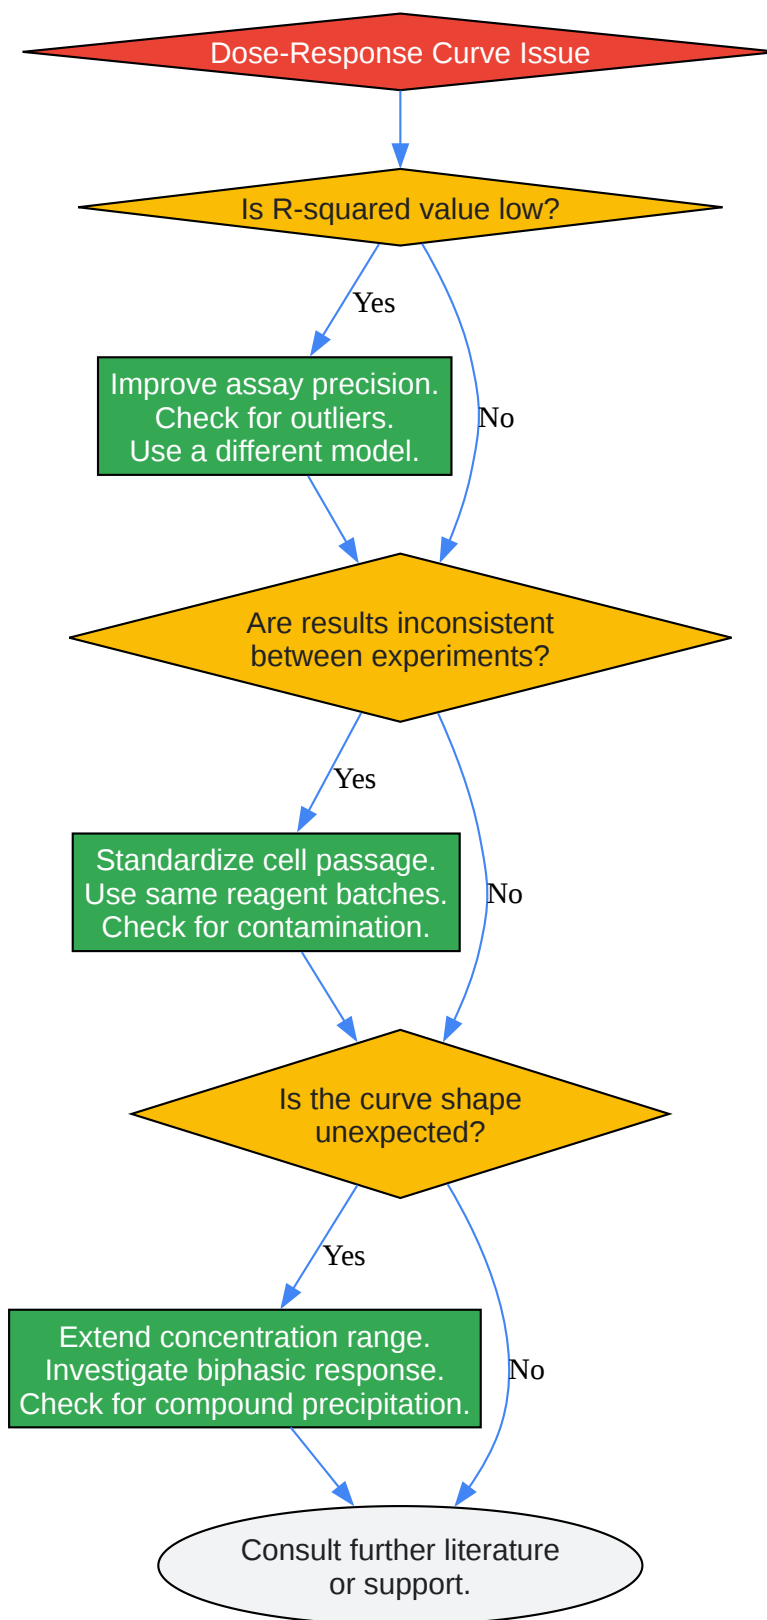 Dose-Response Curve Issue
Is R-squared value low?
Yes
Improve assay precision.
Check for outliers.
Use a different model.
No
Are results inconsistent
between experiments?
Yes
Standardize cell passage.
Use same reagent batches.
Check for contamination.
No
Is the curve shape
unexpected?
Yes
Extend concentration range.
Investigate biphasic response.
Check for compound precipitation.
No
Consult further literature
or support.